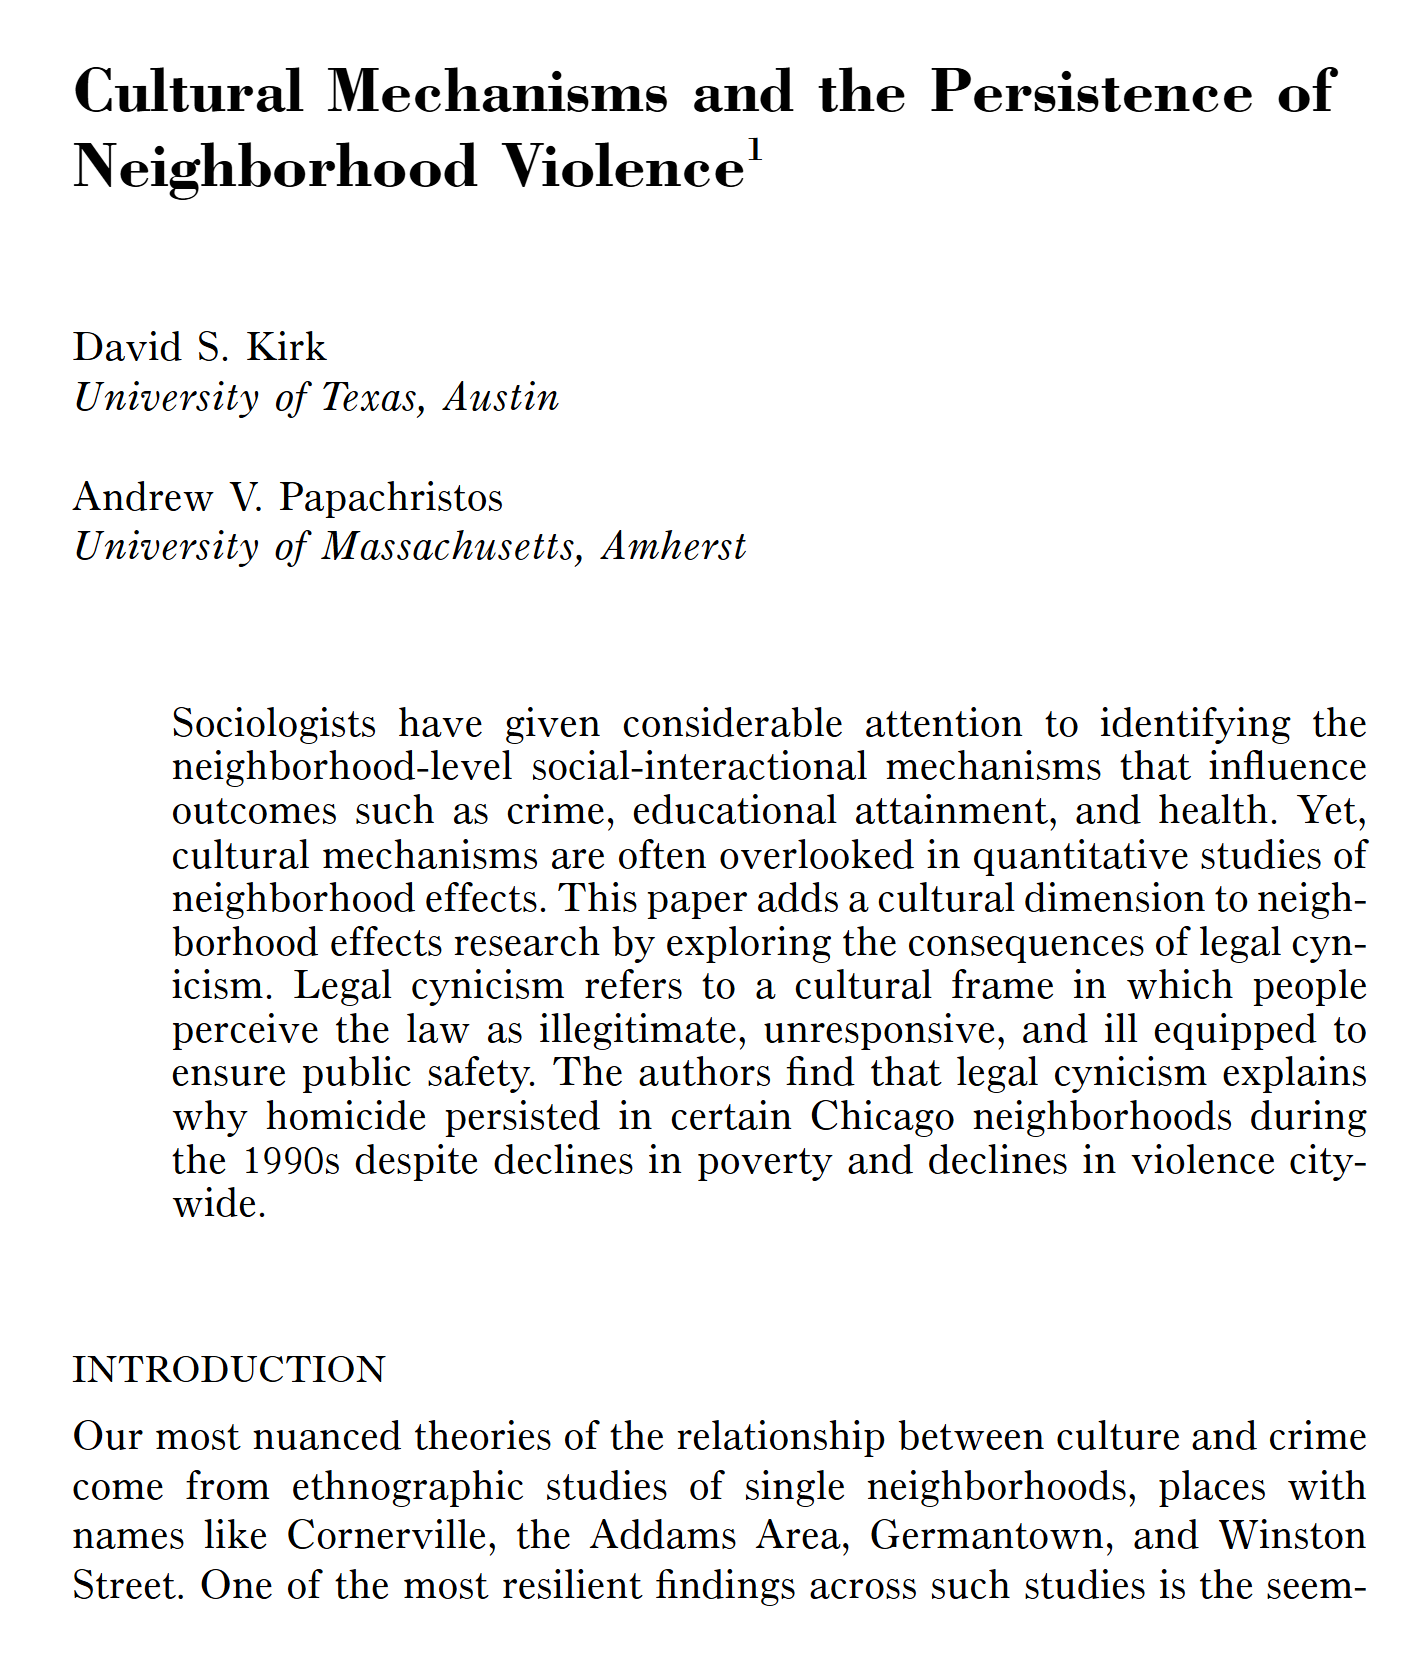 Cultural Mechanisms and the Persistence of
Neighborhood Violence¹
David S. Kirk
University of Texas, Austin
Andrew V. Papachristos
University of Massachusetts, Amherst
Sociologists have given considerable attention to identifying the
neighborhood-level social-interactional mechanisms that influence
outcomes such as crime, educational attainment, and health. Yet,
cultural mechanisms are often overlooked in quantitative studies of
neighborhood effects. This paper adds a cultural dimension to neigh-
borhood effects research by exploring the consequences of legal cyn-
icism. Legal cynicism refers to a cultural frame in which people
perceive the law as illegitimate, unresponsive, and ill equipped to
ensure public safety. The authors find that legal cynicism explains
why homicide persisted in certain Chicago neighborhoods during
the 1990s despite declines in poverty and declines in violence city-
wide.
INTRODUCTION
Our most nuanced theories of the relationship between culture and crime
come from ethnographic studies of single neighborhoods, places with
names like Cornerville, the Addams Area, Germantown, and Winston
Street. One of the most resilient findings across such studies is the seem-